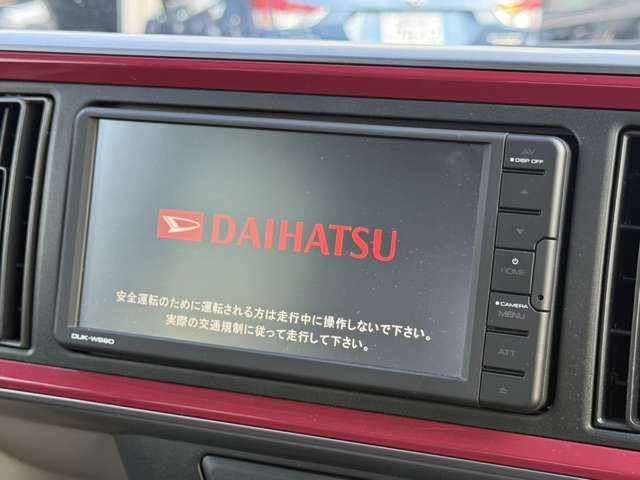 AV
DISP OFF
DAIHATSU
HOME
安全運転のために運転される方は走行中に操作しないで下さい。
実際の交通規制に従って走行して下さい。
CAMERA
MENU
DUK-W69D
ATT